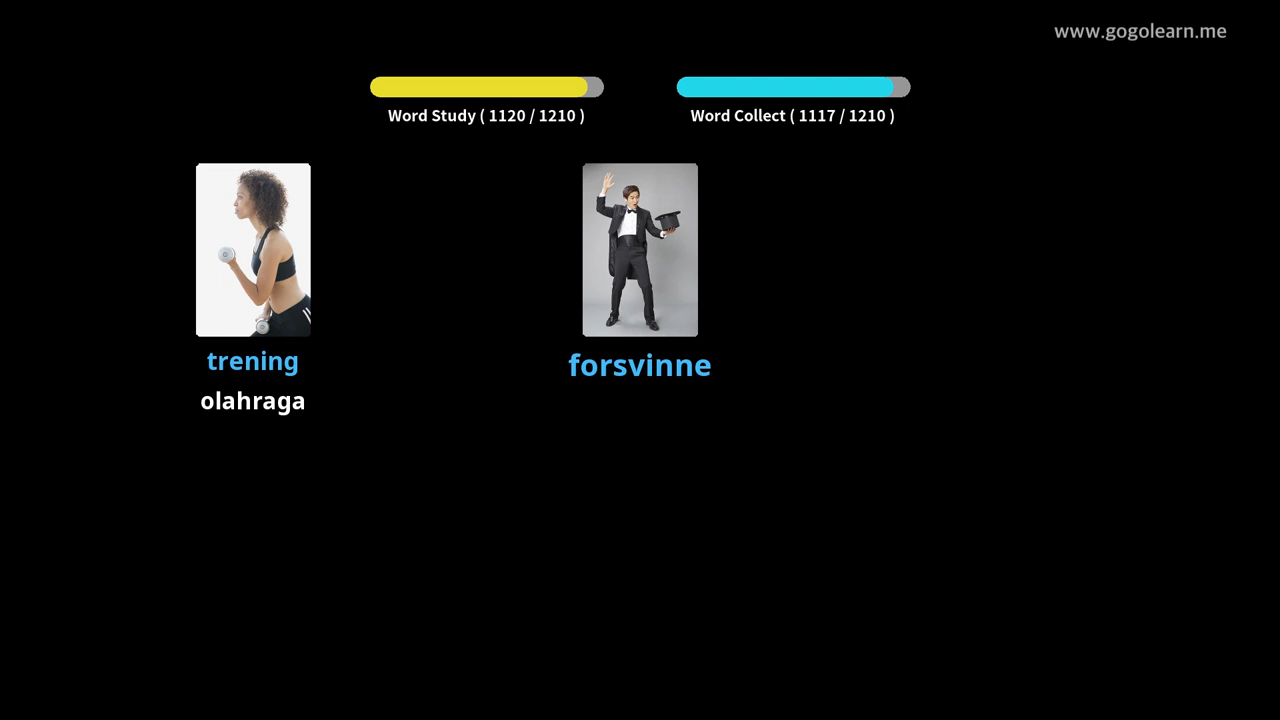 www.gogolearn.me
Word Study ( 1120 / 1210 )
Word Collect ( 1117 / 1210 )
trening
olahraga
forsvinne